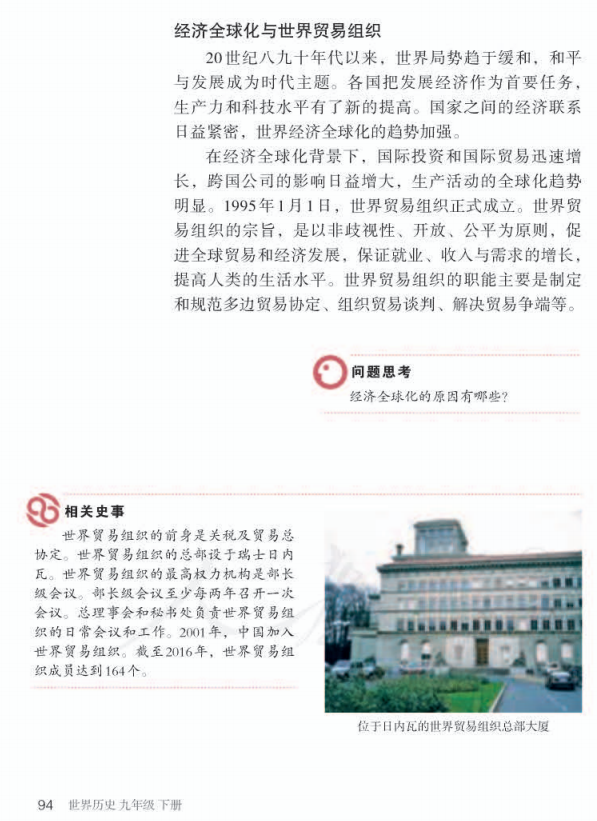 经济全球化与世界贸易组织
20世纪八九十年代以来，世界局势趋于缓和，和平
与发展成为时代主题。各国把发展经济作为首要任务，
生产力和科技水平有了新的提高。国家之间的经济联系
日益紧密，世界经济全球化的趋势加强。
在经济全球化背景下，国际投资和国际贸易迅速增
长，跨国公司的影响日益增大，生产活动的全球化趋势
明显。1995年1月1日，世界贸易组织正式成立。世界贸
易组织的宗旨，是以非歧视性、开放、公平为原则，促
进全球贸易和经济发展，保证就业、收入与需求的增长，
提高人类的生活水平。世界贸易组织的职能主要是制定
和规范多边贸易协定、组织贸易谈判、解决贸易争端等。
问题思考
经济全球化的原因有哪些？
相关史事
世界贸易组织的前身是关税及贸易总
协定。世界贸易组织的总部设于瑞士日内
瓦。世界贸易组织的最高权力机构是部长
级会议。部长级会议至少每两年召开一次
会议。总理事会和秘书处负责世界贸易组
织的日常会议和工作。2001年，中国加入
世界贸易组织。截至2016年，世界贸易组
织成员达到164个。
位于日内瓦的世界贸易组织总部大厦
94 世界历史 九年级 下册